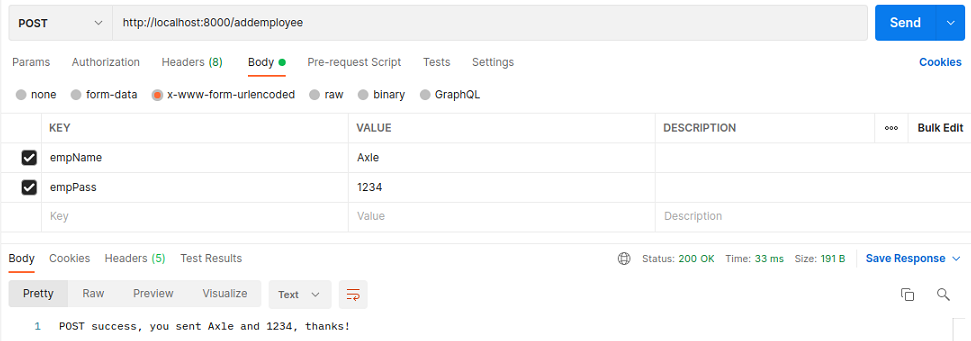 POST http://localhost:8000/addemployee Send
Params Authorization Headers (8) Body Pre-request Script Tests Settings Cookies
none form-data x-www-form-urlencoded raw binary GraphQL
KEY VALUE DESCRIPTION ooo Bulk Edit
empName Axle
empPass 1234
Key Value Description
Body Cookies Headers (5) Test Results Status: 200 OK Time: 33 ms Size: 191 B Save Response
Pretty Raw Preview Visualize Text
1 POST success, you sent Axle and 1234, thanks!